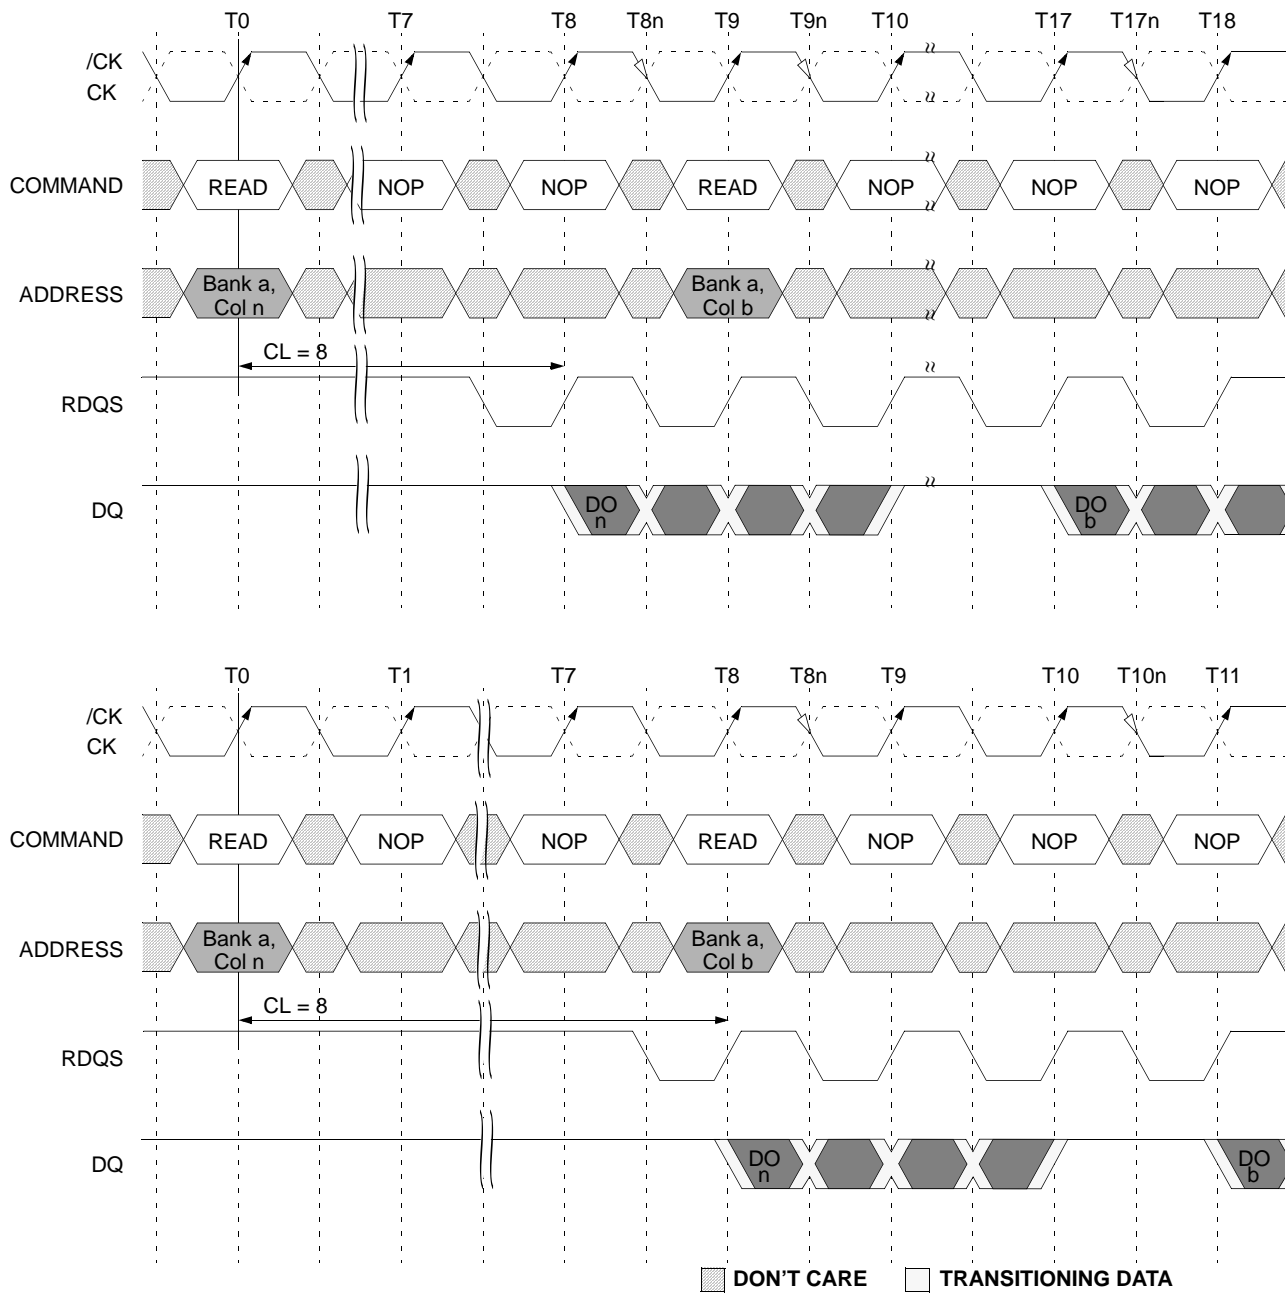 T0 T7 T8 T8n T9 T9n T10 T17 T17n T18
/CK
CK
COMMAND READ NOP NOP READ NOP NOP NOP
ADDRESS Bank a, Col n Bank a, Col b
CL = 8
RDQS
DQ DO n DO b
T0 T1 T7 T8 T8n T9 T10 T10n T11
/CK
CK
COMMAND READ NOP NOP READ NOP NOP NOP
ADDRESS Bank a, Col n Bank a, Col b
CL = 8
RDQS
DQ DO n DO b
DON'T CARE TRANSITIONING DATA